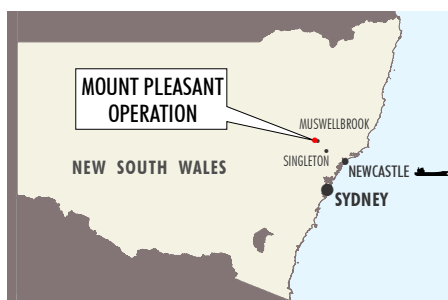 MOUNT PLEASANT
OPERATION
MUSWELLBROOK
SINGLETON
NEW SOUTH WALES
NEWCASTLE
SYDNEY